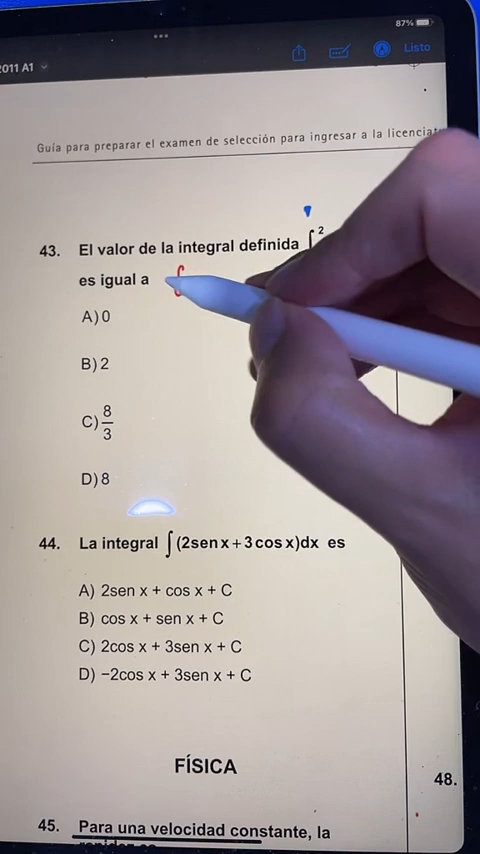 87%
Listo
2011 A1
Guía para preparar el examen de selección para ingresar a la
43. El valor de la integral definida ∫ 2
es igual a ∫
A) 0
B) 2
C) 8/3
D) 8
44. La integral ∫(2sen x + 3 cos x)dx es
A) 2sen x + cos x + C
B) cos x + sen x + C
C) 2cos x + 3sen x + C
D) −2cos x + 3sen x + C
FÍSICA
48.
45. Para una velocidad constante, la